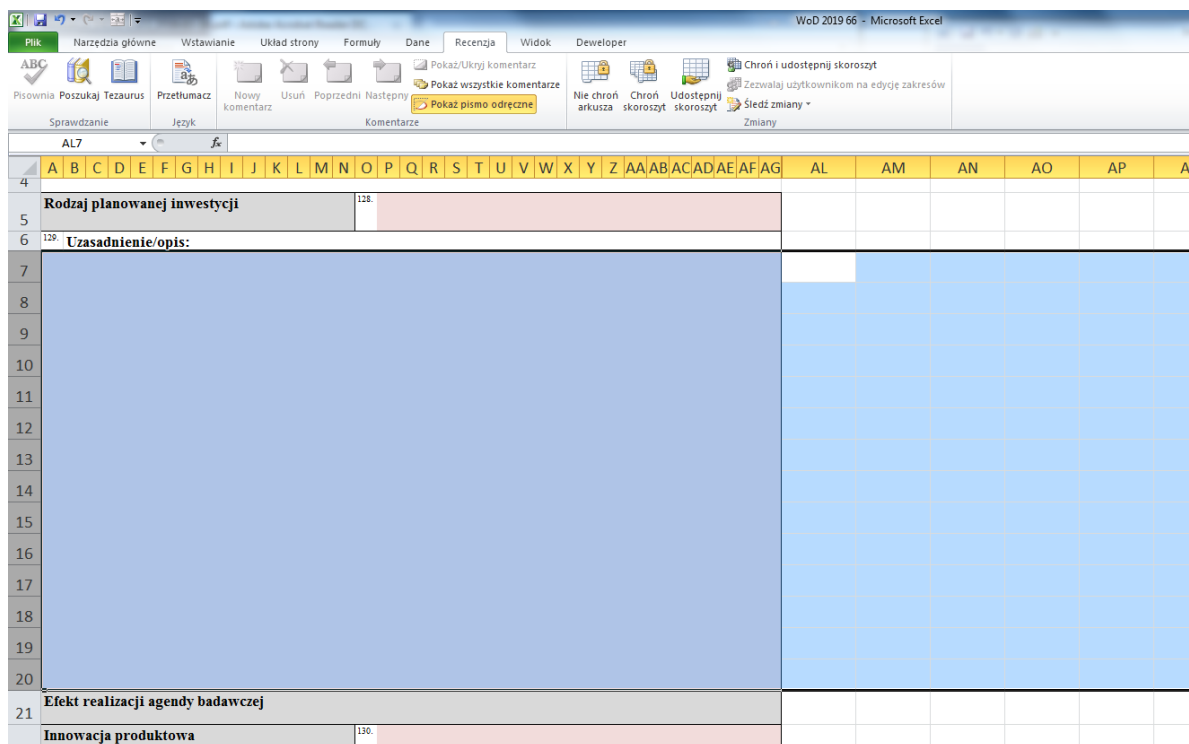 WoD 2019 66 - Microsoft Excel
Plik Narzędzia główne Wstawianie Układ strony Formuły Dane Recenzja Widok Deweloper
ABC
Pisownia Poszukaj Tezaurus
Sprawdzanie
Przetłumacz
Język
Nowy komentarz
Usuń Poprzedni Następny
Pokaż/Ukryj komentarz
Pokaż wszystkie komentarze
Pokaż pismo odręczne
Komentarze
Nie chroń arkusza
Chroń skoroszyt
Udostępnij skoroszyt
Chroń i udostępnij skoroszyt
Zezwalaj użytkownikom na edycję zakresów
Śledź zmiany
Zmiany
AL7 fx
A B C D E F G H I J K L M N O P Q R S T U V W X Y Z AA AB AC AD AE AF AG AL AM AN AO AP A
4
5 Rodzaj planowanej inwestycji 128.
6 129. Uzasadnienie/opis:
7
8
9
10
11
12
13
14
15
16
17
18
19
20
21 Efekt realizacji agendy badawczej
Innowacja produktowa 130.